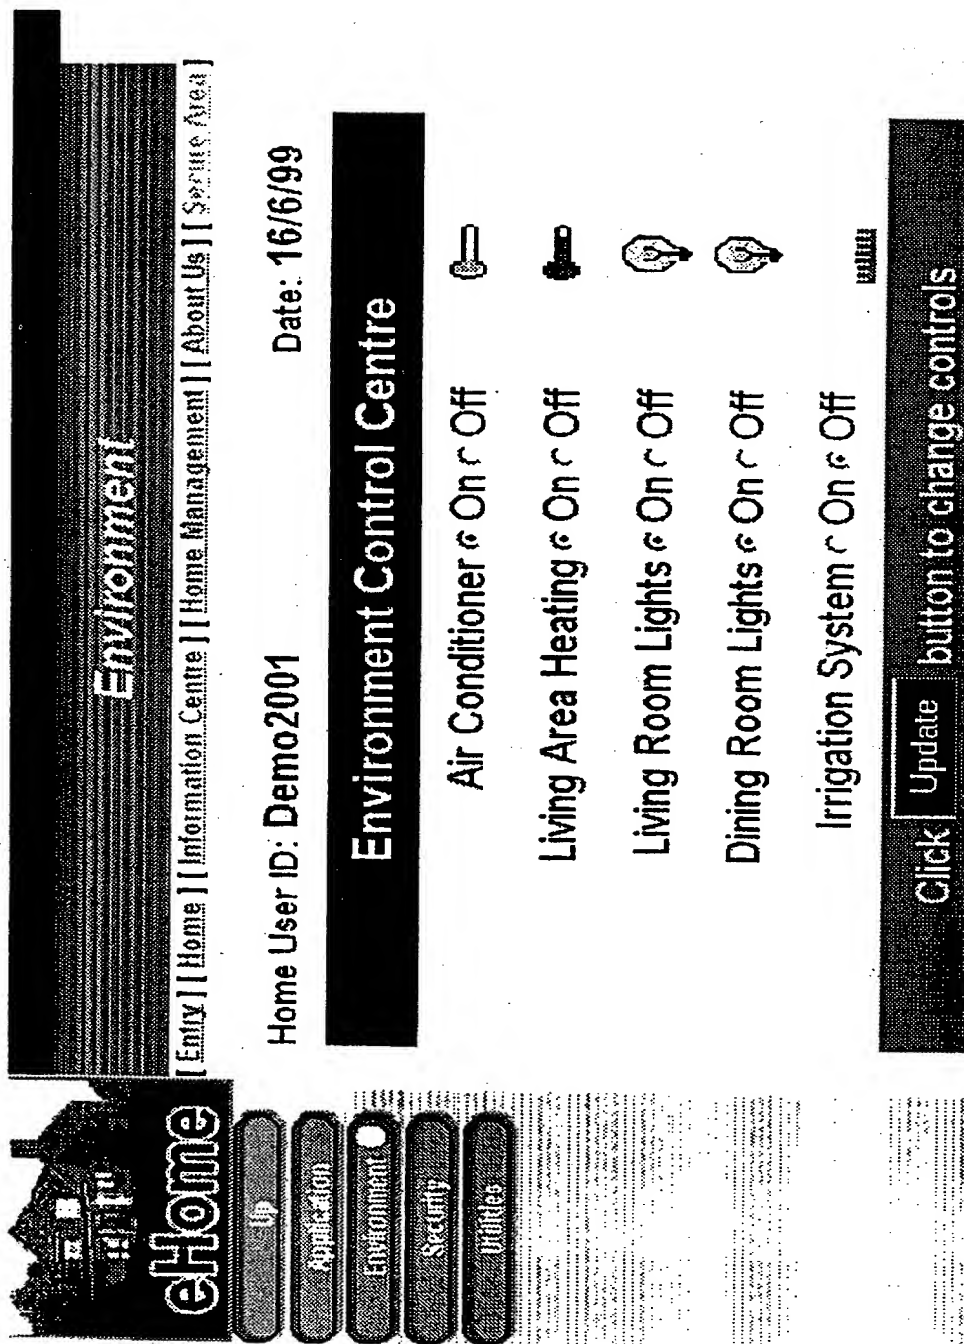 Environment
[ Entry ] [ Home ] [ Information Centre ] [ Home Management ] [ About Us ] [ Secure Area ]
eHome
Up
Application
Environment
Security
Utilities
Home User ID: Demo2001 Date: 16/6/99
Environment Control Centre
Air Conditioner On Off
Living Area Heating On Off
Living Room Lights On Off
Dining Room Lights On Off
Irrigation System On Off
Click Update button to change controls